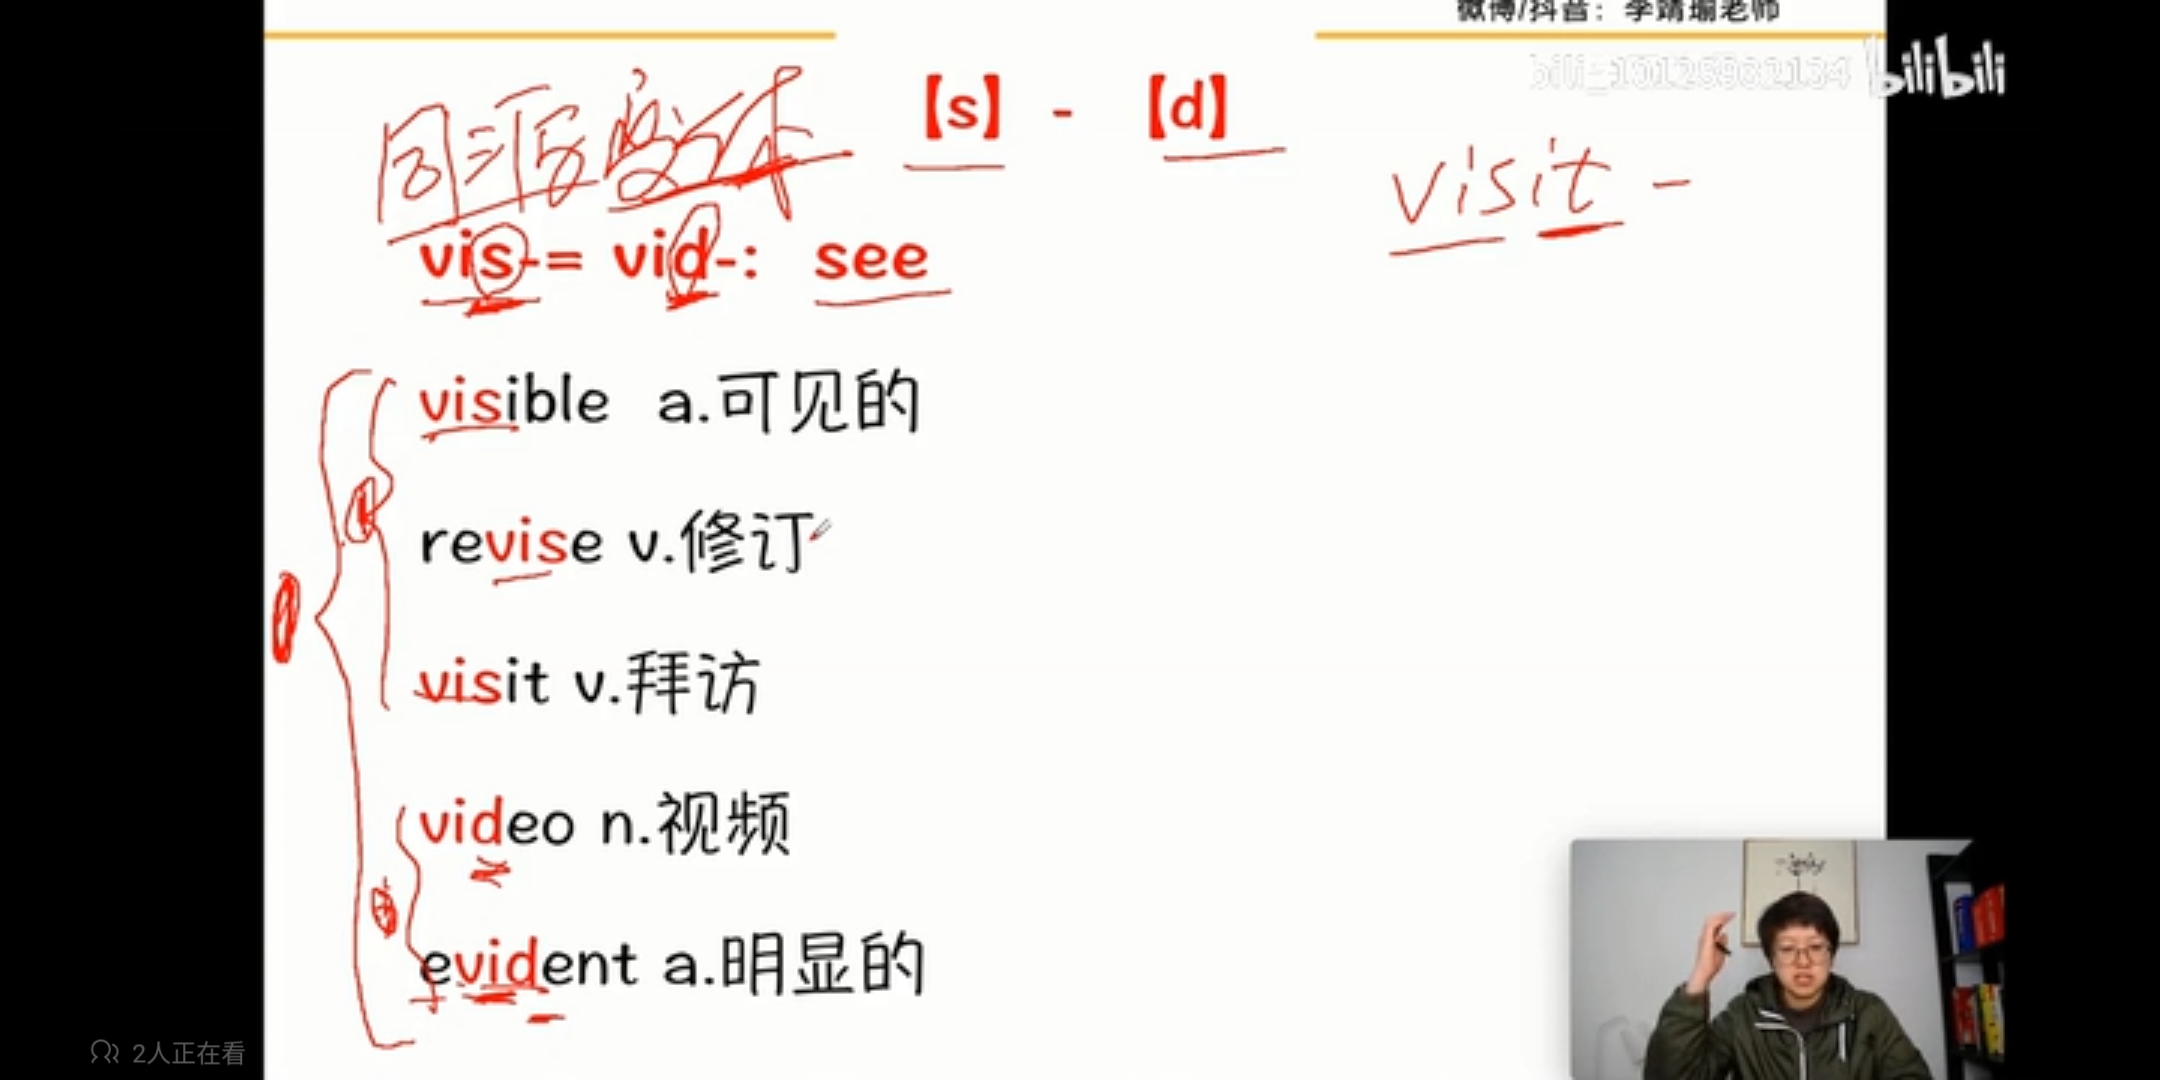 微博/抖音：李靖瑜老师
bili_10125982134 bilibili
同源变体 【s】 - 【d】
visit -
vis-= vid-: see
visible a.可见的
revise v.修订
visit v.拜访
video n.视频
evident a.明显的
2人正在看